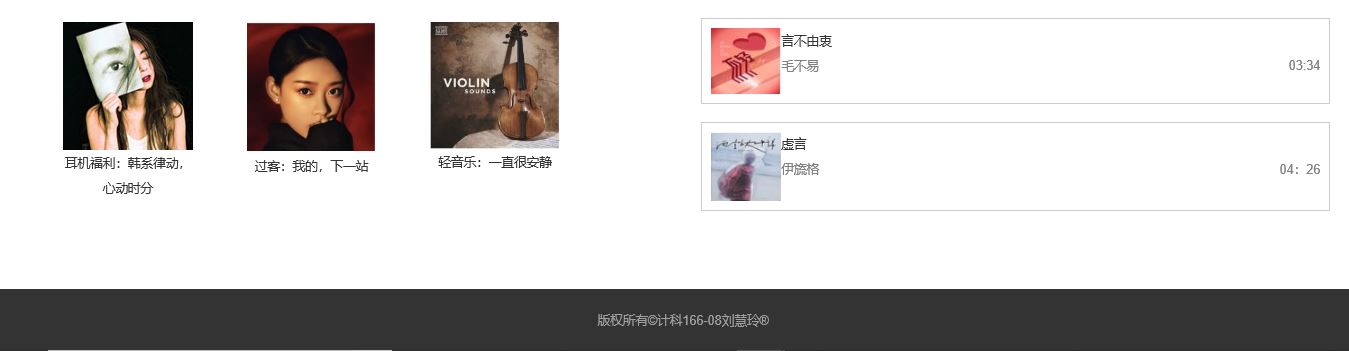 VIOLIN
SOUNDS
耳机福利：韩系律动，
心动时分
过客：我的，下一站
轻音乐：一直很安静
言不由衷
毛不易
03:34
虚言
伊旎格
04：26
版权所有©计科166-08刘慧玲®